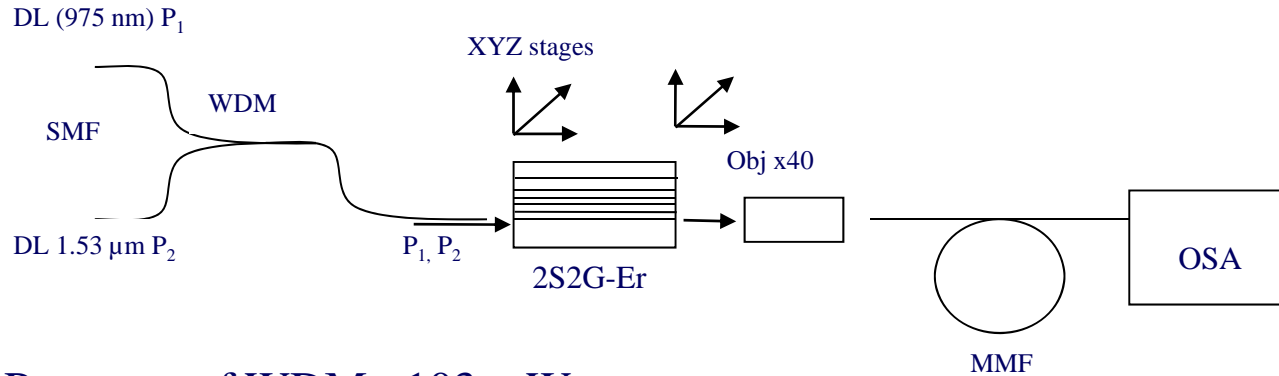 DL (975 nm) P₁
XYZ stages
WDM
SMF
Obj x40
DL 1.53 µm P₂
P₁, P₂
2S2G-Er
OSA
MMF